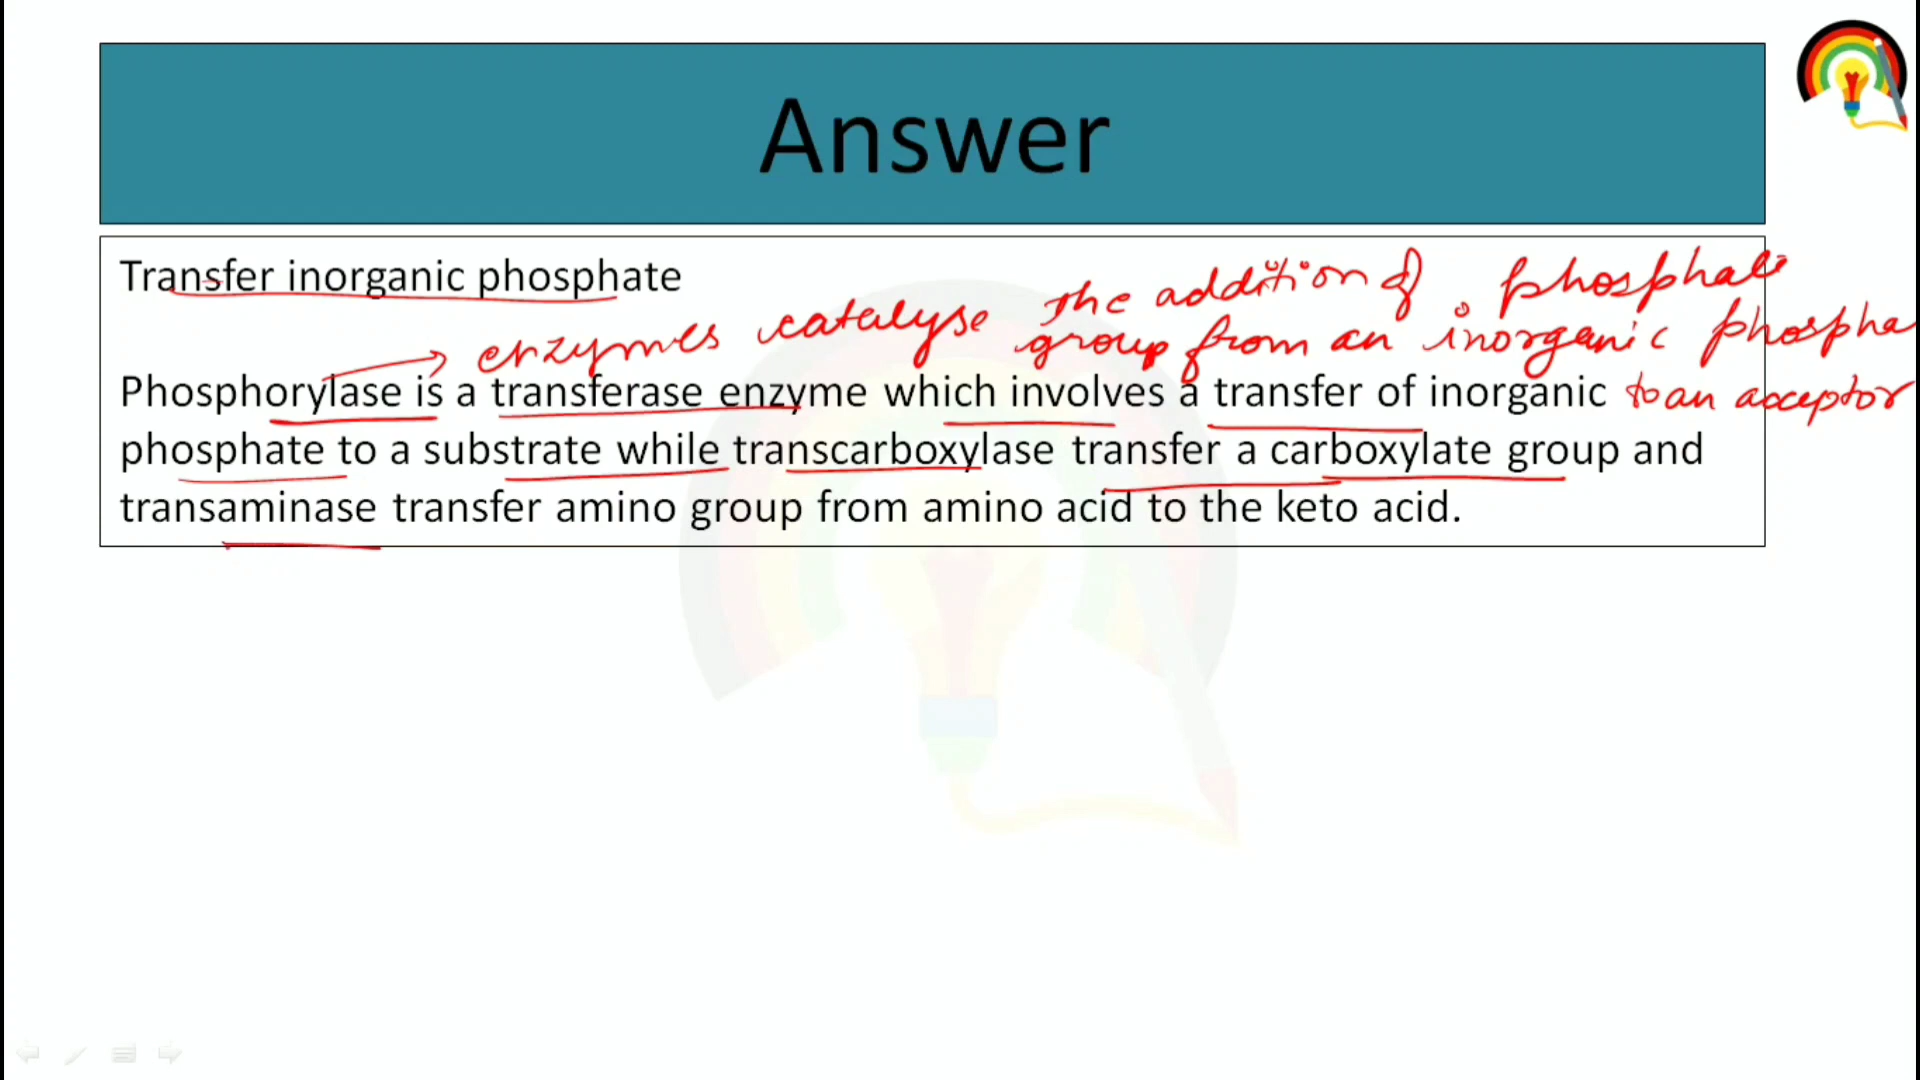 Answer
Transfer inorganic phosphate
enzymes catalyse the addition of phosphate
group from an inorganic phospha
Phosphorylase is a transferase enzyme which involves a transfer of inorganic to an acceptor
phosphate to a substrate while transcarboxylase transfer a carboxylate group and
transaminase transfer amino group from amino acid to the keto acid.